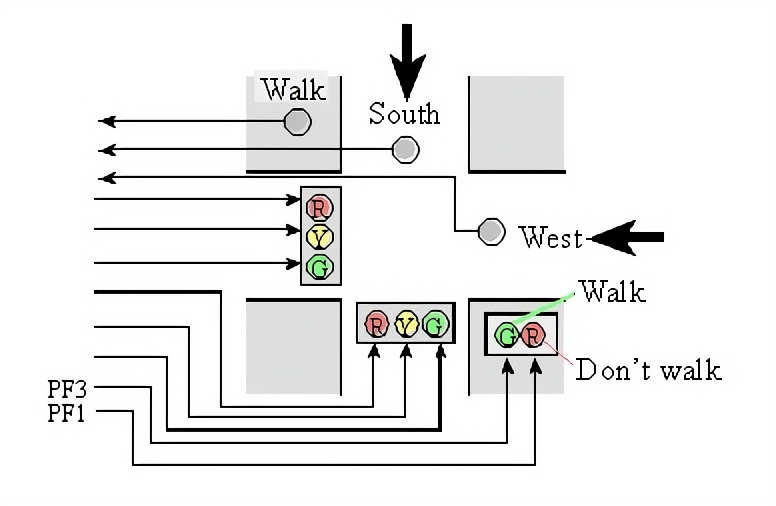 Walk
South
R
Y
G
West
Walk
R Y G
G R
Don't walk
PF3
PF1